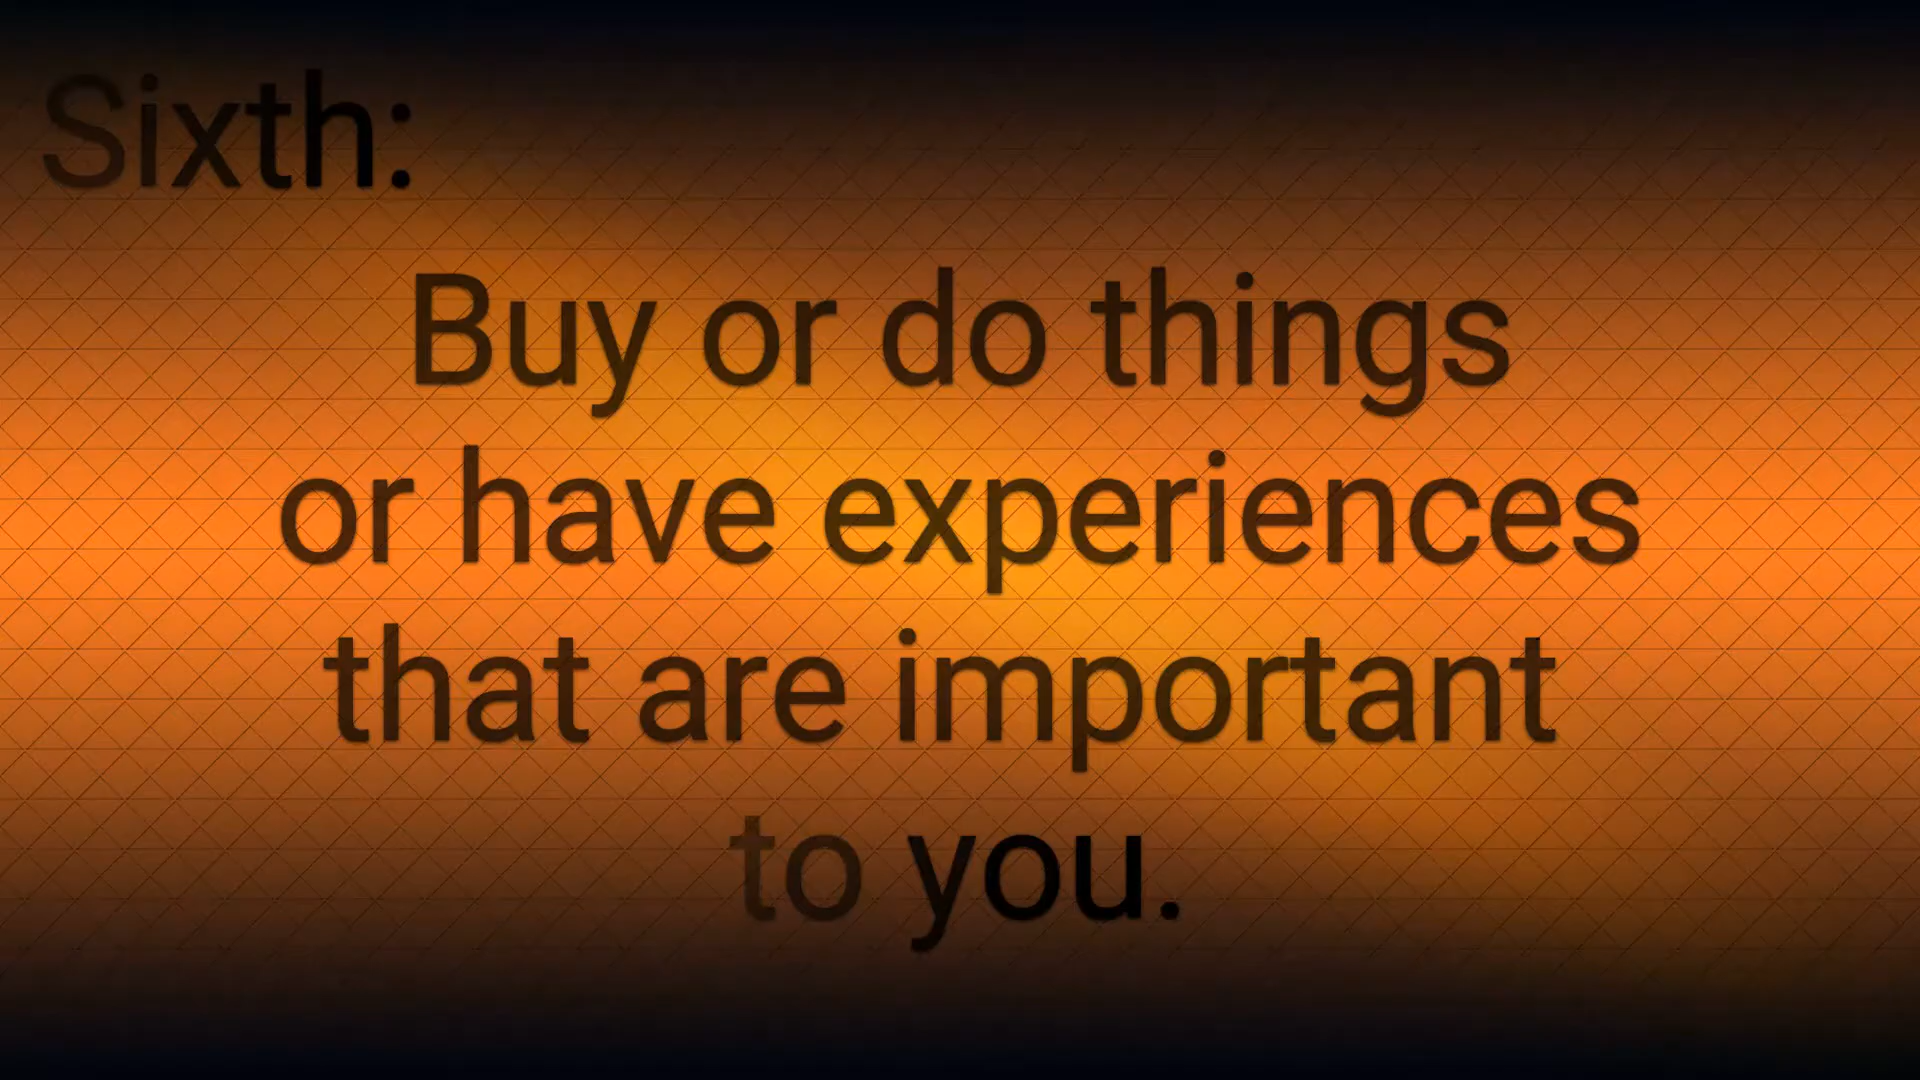 Sixth:
Buy or do things
or have experiences
that are important
to you.